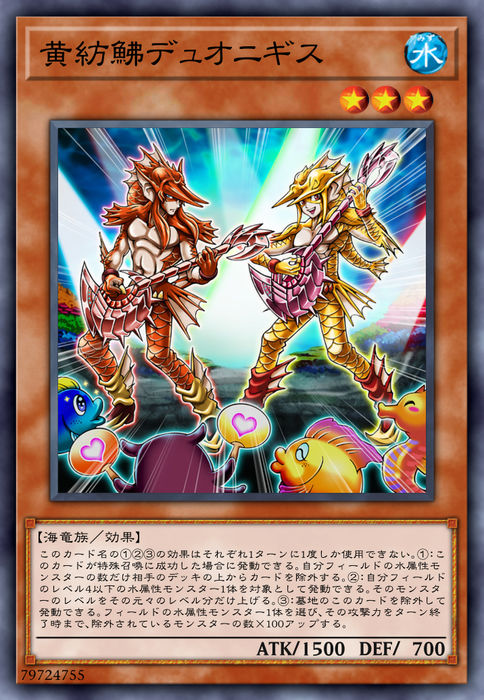 黄紡鮄デュオニギス
みず
水
【海竜族／効果】
このカード名の①②③の効果はそれぞれ1ターンに1度しか使用できない。①：こ
のカードが特殊召喚に成功した場合に発動できる。自分フィールドの水属性モ
ンスターの数だけ相手のデッキの上からカードを除外する。②：自分フィールド
のレベル4以下の水属性モンスター1体を対象として発動できる。そのモンスタ
ーのレベルをその元々のレベル分だけ上げる。③：墓地のこのカードを除外して
発動できる。フィールドの水属性モンスター1体を選び、その攻撃力をターン終
了時まで、除外されているモンスターの数×100アップする。
ATK/1500 DEF/ 700
79724755